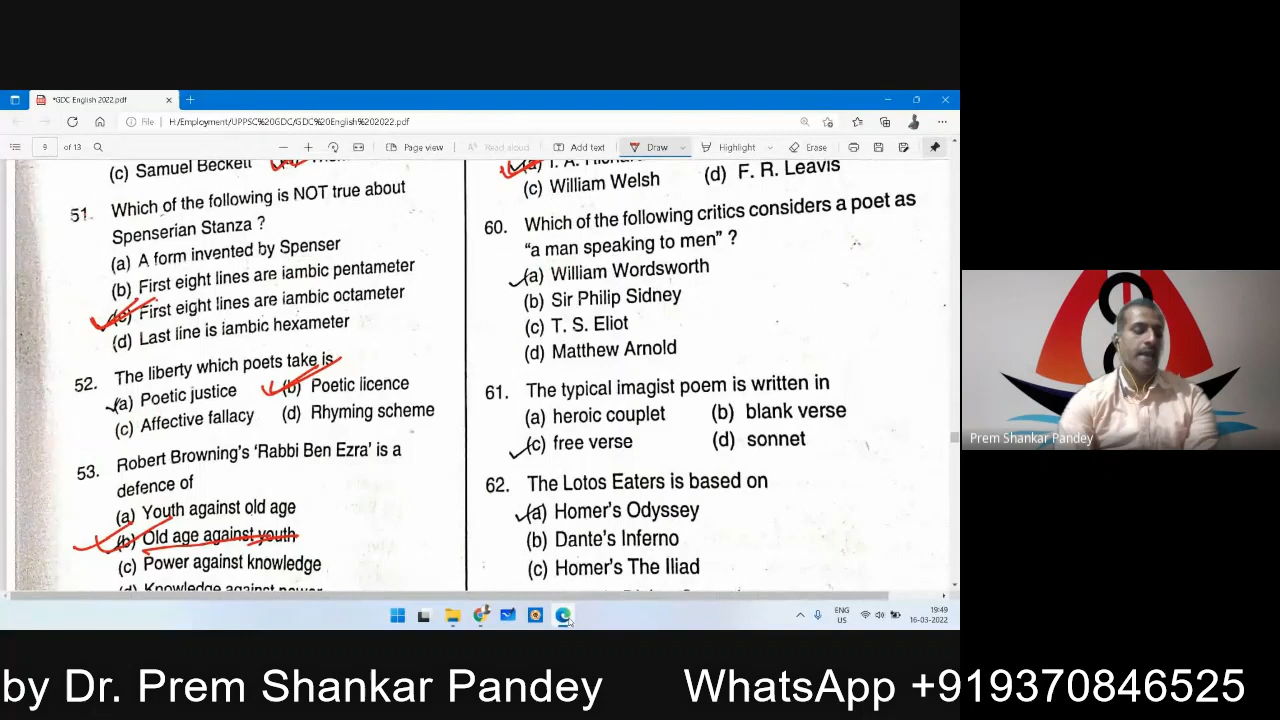 *GDC English 2022.pdf
File H:/Employment/UPPSC%20GDC/GDC%20English%202022.pdf
9 of 13 Page view Read aloud Add text Draw Highlight Erase
(c) Samuel Beckett
51. Which of the following is NOT true about
Spenserian Stanza ?
(a) A form invented by Spenser
(b) First eight lines are iambic pentameter
(c) First eight lines are iambic octameter
(d) Last line is iambic hexameter
52. The liberty which poets take is
(a) Poetic justice (b) Poetic licence
(c) Affective fallacy (d) Rhyming scheme
53. Robert Browning's 'Rabbi Ben Ezra' is a
defence of
(a) Youth against old age
(b) Old age against youth
(c) Power against knowledge
(d) Knowledge against power
(a) I. A. Richard
(c) William Welsh (d) F. R. Leavis
60. Which of the following critics considers a poet as
"a man speaking to men" ?
(a) William Wordsworth
(b) Sir Philip Sidney
(c) T. S. Eliot
(d) Matthew Arnold
61. The typical imagist poem is written in
(a) heroic couplet (b) blank verse
(c) free verse (d) sonnet
62. The Lotos Eaters is based on
(a) Homer's Odyssey
(b) Dante's Inferno
(c) Homer's The Iliad
ENG
US
19:49
16-03-2022
Prem Shankar Pandey
by Dr. Prem Shankar Pandey WhatsApp +919370846525